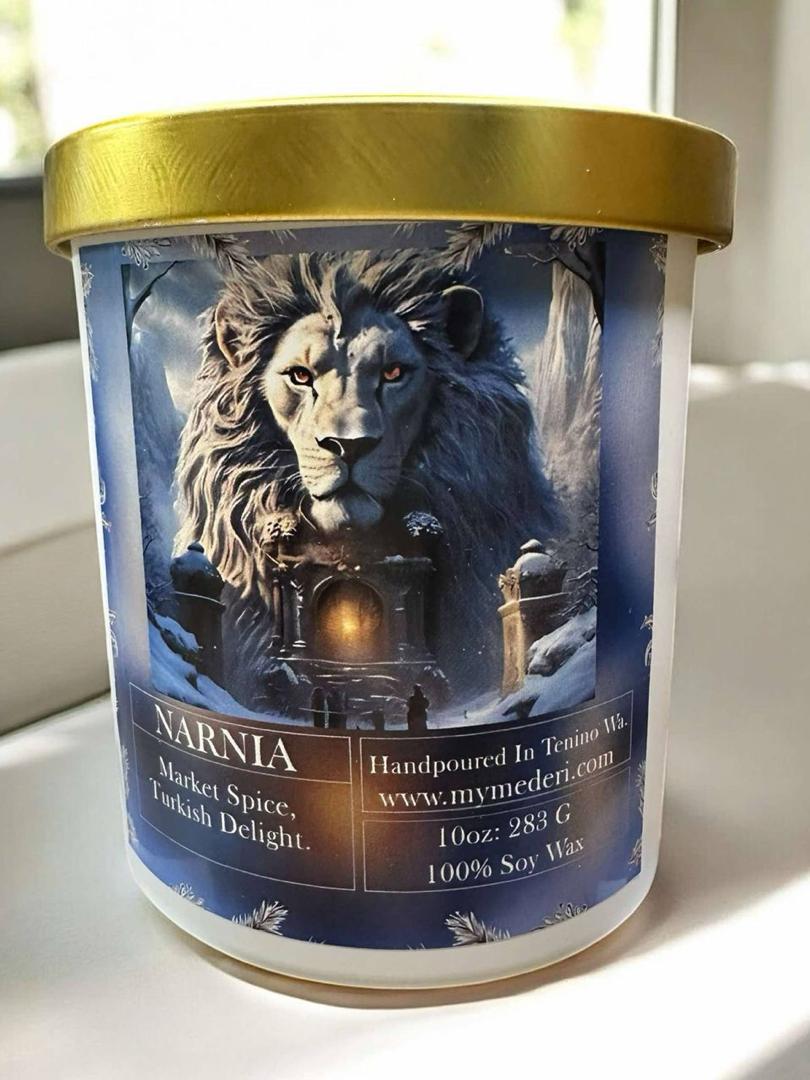 NARNIA
Market Spice,
Turkish Delight.
Handpoured In Tenino Wa.
www.mymederi.com
10oz: 283 G
100% Soy Wax